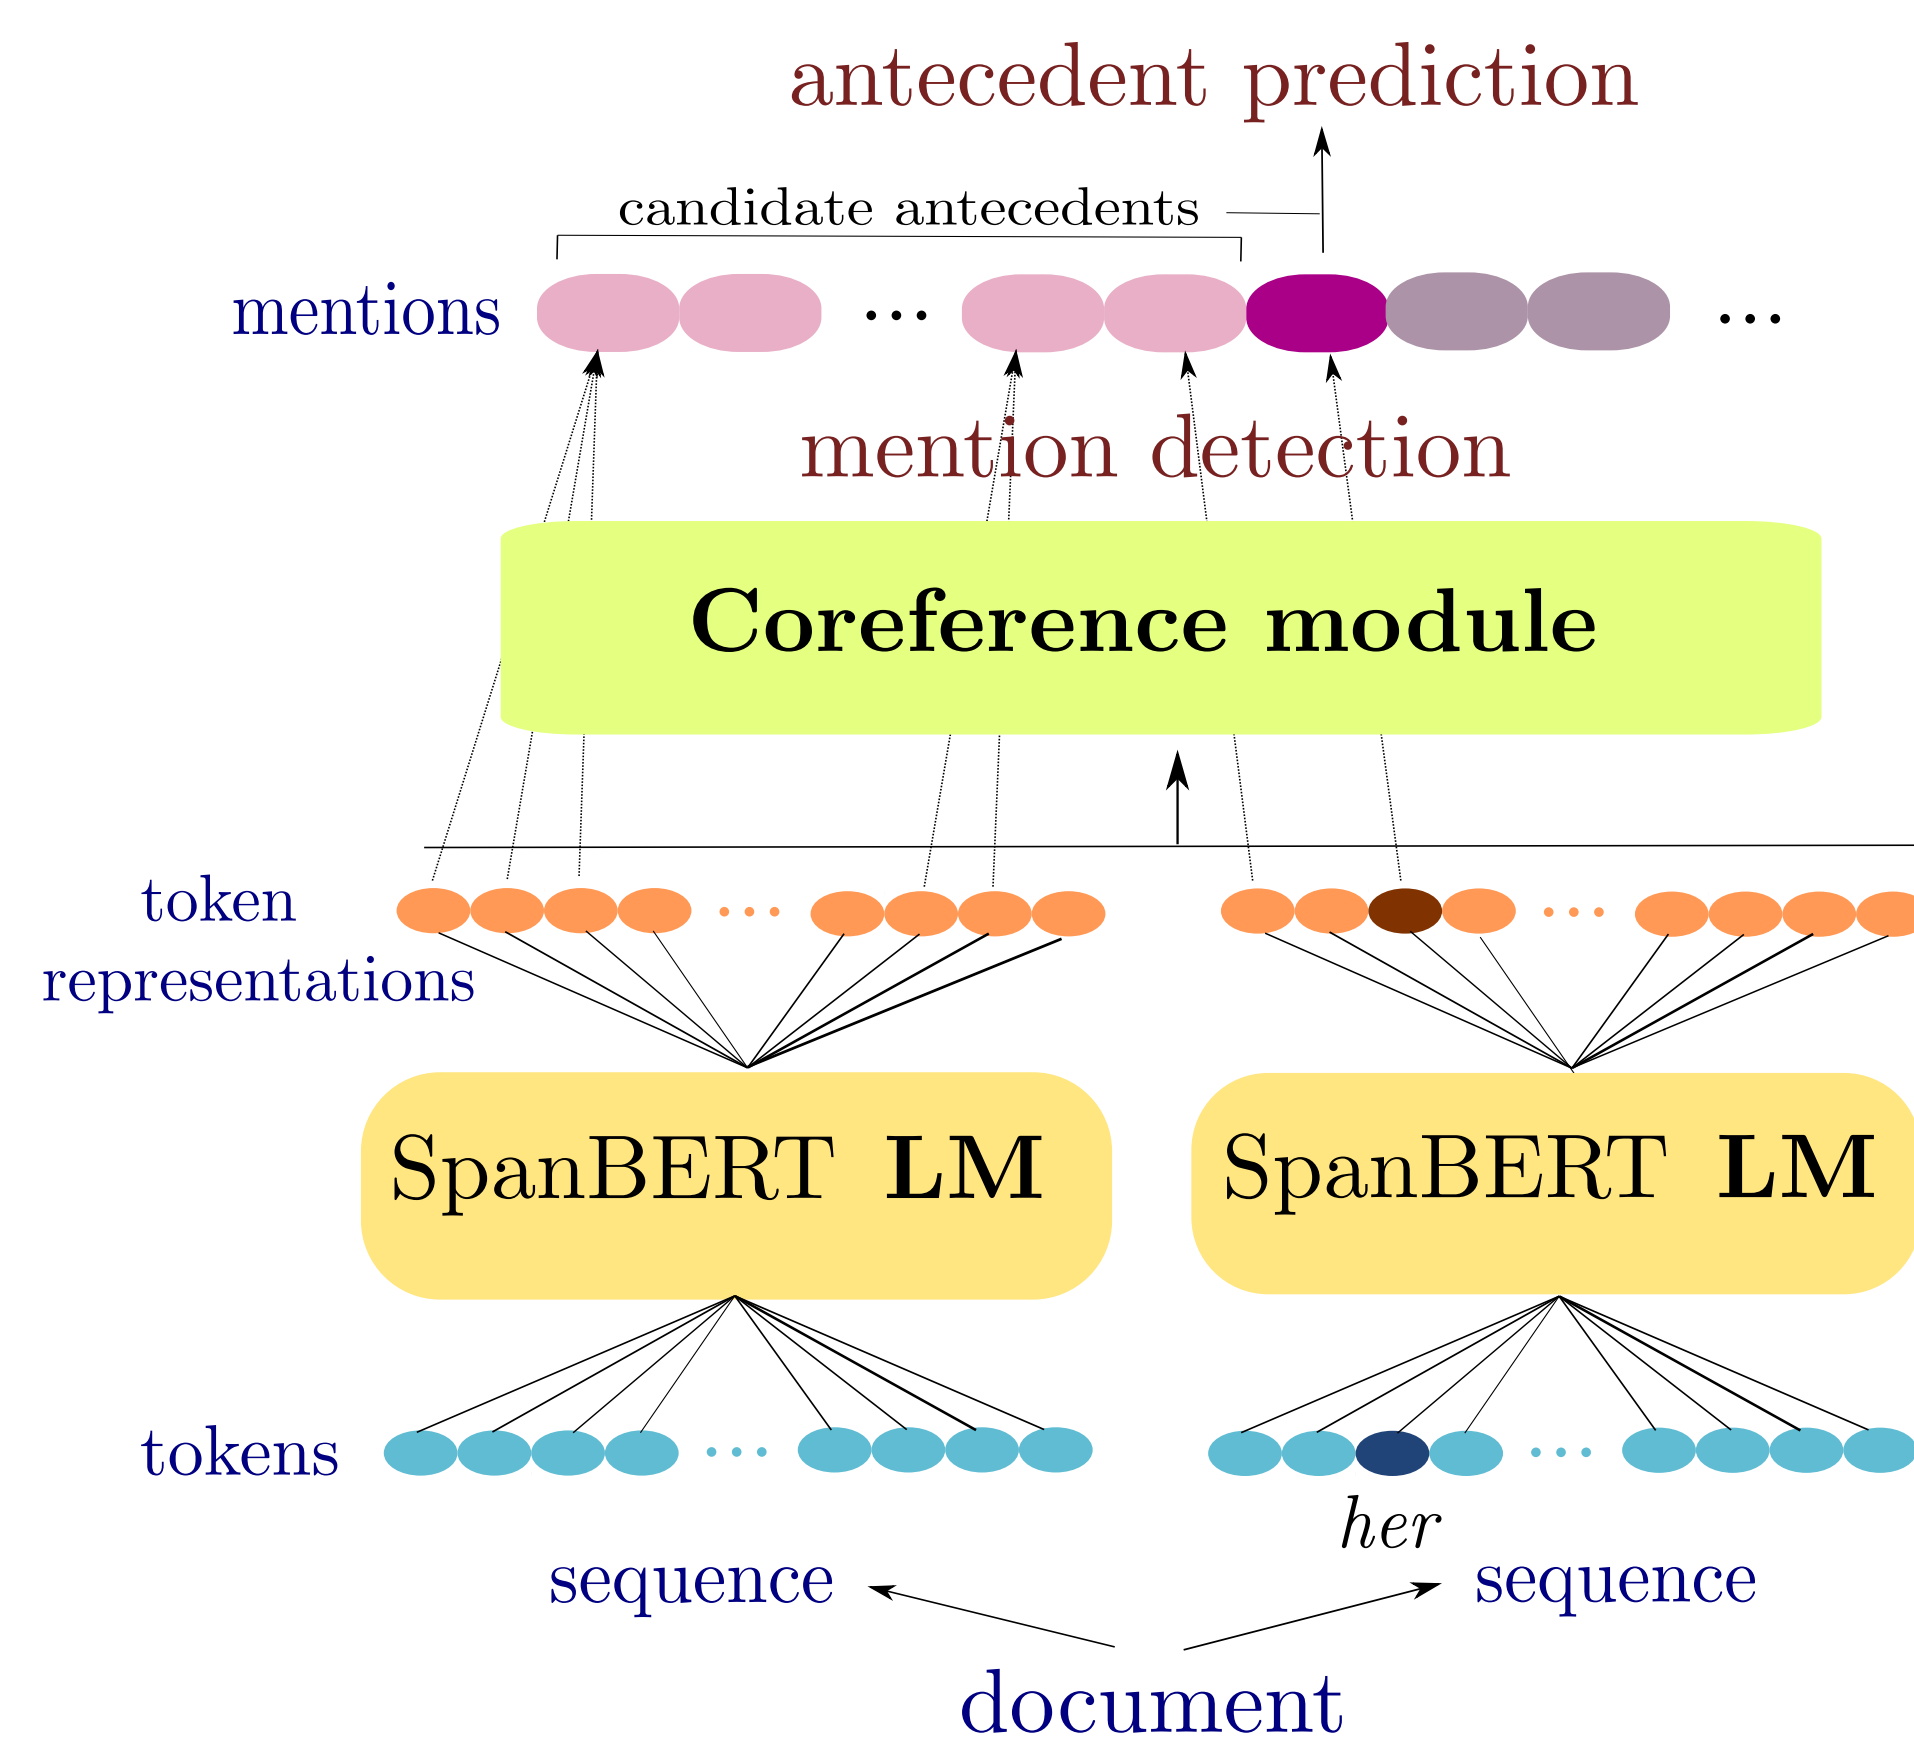 antecedent prediction
candidate antecedents
mentions ... ...
mention detection
Coreference module
token
representations
SpanBERT LM SpanBERT LM
tokens
her
sequence sequence
document